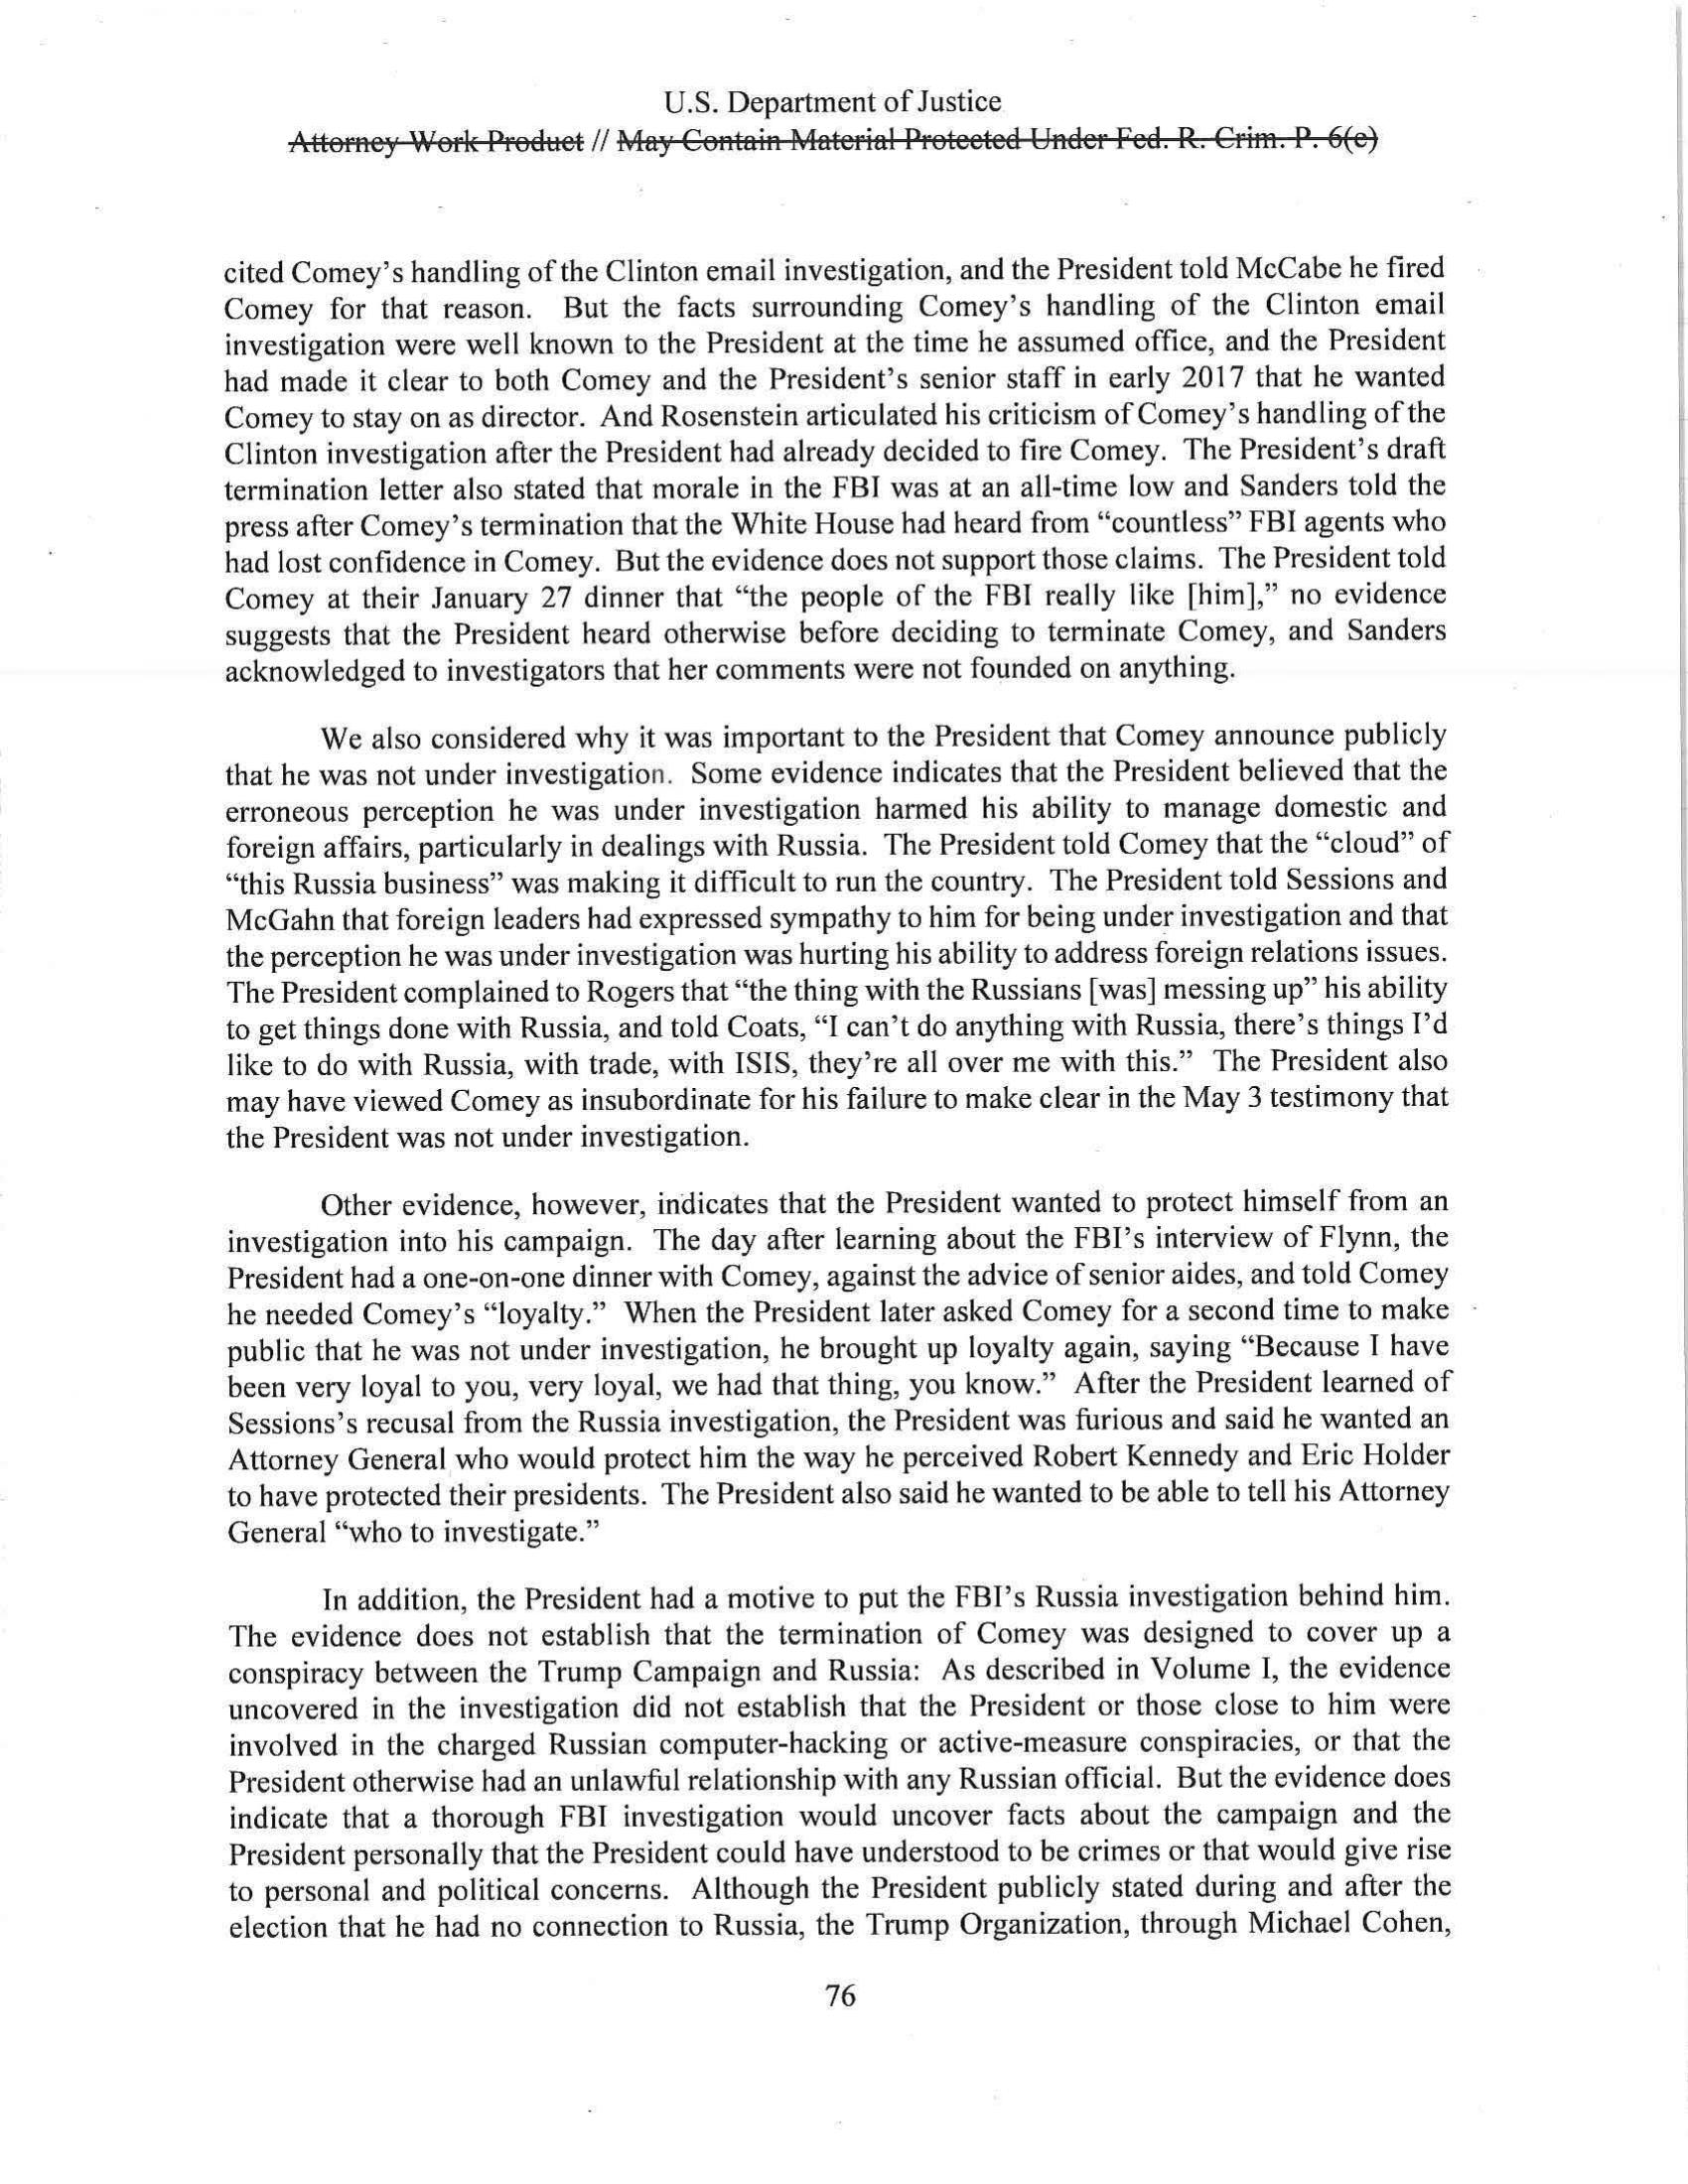 U.S. Department of Justice
Attorney Work Product // May Contain Material Protected Under Fed. R. Crim. P. 6(e)
cited Comey's handling of the Clinton email investigation, and the President told McCabe he fired
Comey for that reason. But the facts surrounding Comey's handling of the Clinton email
investigation were well known to the President at the time he assumed office, and the President
had made it clear to both Comey and the President's senior staff in early 2017 that he wanted
Comey to stay on as director. And Rosenstein articulated his criticism of Comey's handling of the
Clinton investigation after the President had already decided to fire Comey. The President's draft
termination letter also stated that morale in the FBI was at an all-time low and Sanders told the
press after Comey's termination that the White House had heard from “countless” FBI agents who
had lost confidence in Comey. But the evidence does not support those claims. The President told
Comey at their January 27 dinner that “the people of the FBI really like [him],” no evidence
suggests that the President heard otherwise before deciding to terminate Comey, and Sanders
acknowledged to investigators that her comments were not founded on anything.
We also considered why it was important to the President that Comey announce publicly
that he was not under investigation. Some evidence indicates that the President believed that the
erroneous perception he was under investigation harmed his ability to manage domestic and
foreign affairs, particularly in dealings with Russia. The President told Comey that the “cloud” of
“this Russia business” was making it difficult to run the country. The President told Sessions and
McGahn that foreign leaders had expressed sympathy to him for being under investigation and that
the perception he was under investigation was hurting his ability to address foreign relations issues.
The President complained to Rogers that “the thing with the Russians [was] messing up” his ability
to get things done with Russia, and told Coats, “I can't do anything with Russia, there's things I'd
like to do with Russia, with trade, with ISIS, they're all over me with this.” The President also
may have viewed Comey as insubordinate for his failure to make clear in the May 3 testimony that
the President was not under investigation.
Other evidence, however, indicates that the President wanted to protect himself from an
investigation into his campaign. The day after learning about the FBI's interview of Flynn, the
President had a one-on-one dinner with Comey, against the advice of senior aides, and told Comey
he needed Comey's “loyalty.” When the President later asked Comey for a second time to make
public that he was not under investigation, he brought up loyalty again, saying “Because I have
been very loyal to you, very loyal, we had that thing, you know.” After the President learned of
Sessions's recusal from the Russia investigation, the President was furious and said he wanted an
Attorney General who would protect him the way he perceived Robert Kennedy and Eric Holder
to have protected their presidents. The President also said he wanted to be able to tell his Attorney
General “who to investigate.”
In addition, the President had a motive to put the FBI's Russia investigation behind him.
The evidence does not establish that the termination of Comey was designed to cover up a
conspiracy between the Trump Campaign and Russia: As described in Volume I, the evidence
uncovered in the investigation did not establish that the President or those close to him were
involved in the charged Russian computer-hacking or active-measure conspiracies, or that the
President otherwise had an unlawful relationship with any Russian official. But the evidence does
indicate that a thorough FBI investigation would uncover facts about the campaign and the
President personally that the President could have understood to be crimes or that would give rise
to personal and political concerns. Although the President publicly stated during and after the
election that he had no connection to Russia, the Trump Organization, through Michael Cohen,
76